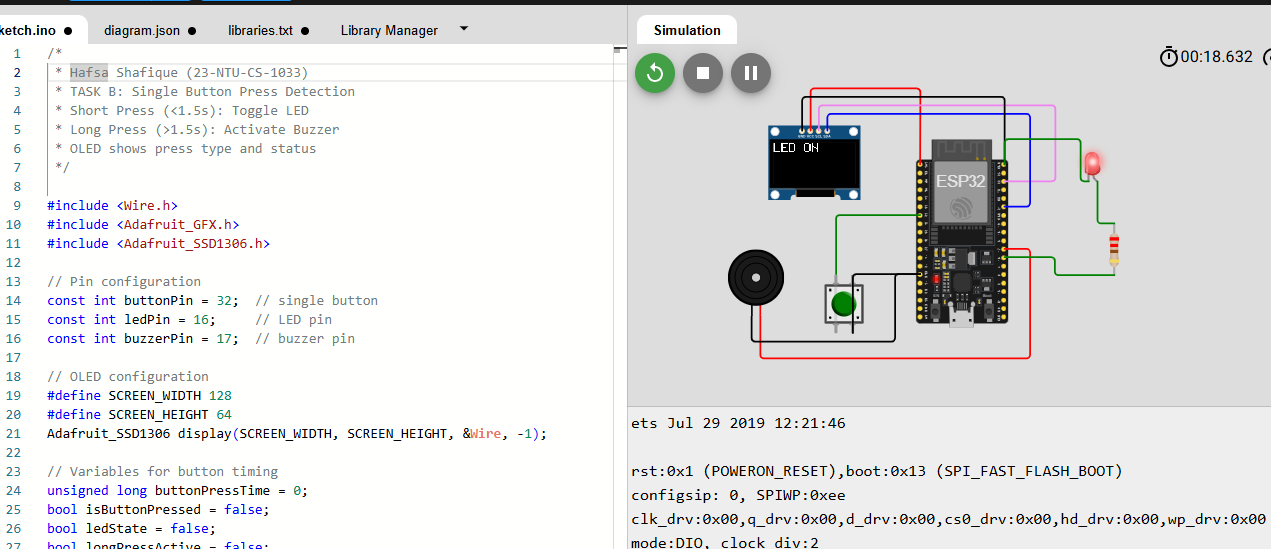 ketch.ino ● diagram.json ● libraries.txt ● Library Manager
1 /*
2 * Hafsa Shafique (23-NTU-CS-1033)
3 * TASK B: Single Button Press Detection
4 * Short Press (<1.5s): Toggle LED
5 * Long Press (>1.5s): Activate Buzzer
6 * OLED shows press type and status
7 */
8
9 #include <Wire.h>
10 #include <Adafruit_GFX.h>
11 #include <Adafruit_SSD1306.h>
12
13 // Pin configuration
14 const int buttonPin = 32;  // single button
15 const int ledPin = 16;     // LED pin
16 const int buzzerPin = 17;  // buzzer pin
17
18 // OLED configuration
19 #define SCREEN_WIDTH 128
20 #define SCREEN_HEIGHT 64
21 Adafruit_SSD1306 display(SCREEN_WIDTH, SCREEN_HEIGHT, &Wire, -1);
22
23 // Variables for button timing
24 unsigned long buttonPressTime = 0;
25 bool isButtonPressed = false;
26 bool ledState = false;
27 bool longPressActive = false;
Simulation
00:18.632
GND VCC SCL SDA
LED ON
ESP32
ets Jul 29 2019 12:21:46
rst:0x1 (POWERON_RESET),boot:0x13 (SPI_FAST_FLASH_BOOT)
configsip: 0, SPIWP:0xee
clk_drv:0x00,q_drv:0x00,d_drv:0x00,cs0_drv:0x00,hd_drv:0x00,wp_drv:0x00
mode:DIO, clock div:2